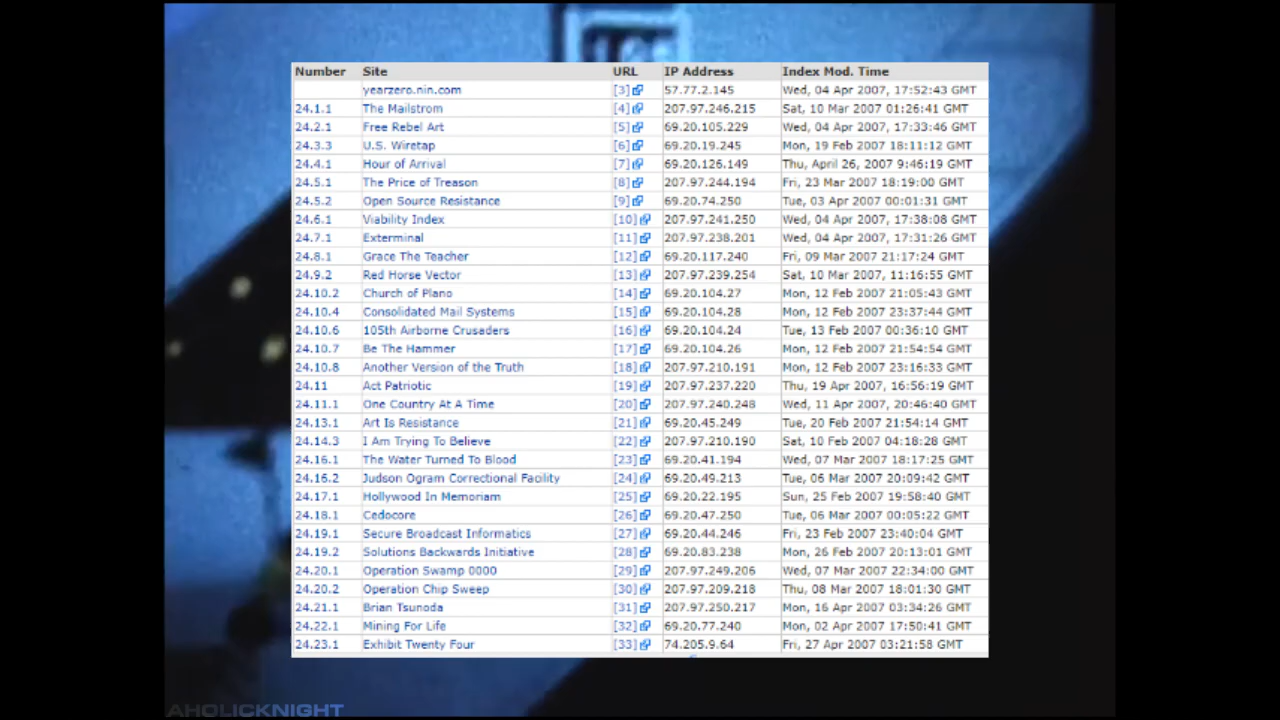 Number Site URL IP Address Index Mod. Time
yearzero.nin.com [3] 57.77.2.145 Wed, 04 Apr 2007, 17:52:43 GMT
24.1.1 The Mailstrom [4] 207.97.246.215 Sat, 10 Mar 2007 01:26:41 GMT
24.2.1 Free Rebel Art [5] 69.20.105.229 Wed, 04 Apr 2007, 17:33:46 GMT
24.3.3 U.S. Wiretap [6] 69.20.19.245 Mon, 19 Feb 2007 18:11:12 GMT
24.4.1 Hour of Arrival [7] 69.20.126.149 Thu, April 26, 2007 9:46:19 GMT
24.5.1 The Price of Treason [8] 207.97.244.194 Fri, 23 Mar 2007 18:19:00 GMT
24.5.2 Open Source Resistance [9] 69.20.74.250 Tue, 03 Apr 2007 00:01:31 GMT
24.6.1 Viability Index [10] 207.97.241.250 Wed, 04 Apr 2007, 17:38:08 GMT
24.7.1 Exterminal [11] 207.97.238.201 Wed, 04 Apr 2007, 17:31:26 GMT
24.8.1 Grace The Teacher [12] 69.20.117.240 Fri, 09 Mar 2007 21:17:24 GMT
24.9.2 Red Horse Vector [13] 207.97.239.254 Sat, 10 Mar 2007, 11:16:55 GMT
24.10.2 Church of Plano [14] 69.20.104.27 Mon, 12 Feb 2007 21:05:43 GMT
24.10.4 Consolidated Mail Systems [15] 69.20.104.28 Mon, 12 Feb 2007 23:37:44 GMT
24.10.6 105th Airborne Crusaders [16] 69.20.104.24 Tue, 13 Feb 2007 00:36:10 GMT
24.10.7 Be The Hammer [17] 69.20.104.26 Mon, 12 Feb 2007 21:54:54 GMT
24.10.8 Another Version of the Truth [18] 207.97.210.191 Mon, 12 Feb 2007 23:16:33 GMT
24.11 Act Patriotic [19] 207.97.237.220 Thu, 19 Apr 2007, 16:56:19 GMT
24.11.1 One Country At A Time [20] 207.97.240.248 Wed, 11 Apr 2007, 20:46:40 GMT
24.13.1 Art Is Resistance [21] 69.20.45.249 Tue, 20 Feb 2007 21:54:14 GMT
24.14.3 I Am Trying To Believe [22] 207.97.210.190 Sat, 10 Feb 2007 04:18:28 GMT
24.16.1 The Water Turned To Blood [23] 69.20.41.194 Wed, 07 Mar 2007 18:17:25 GMT
24.16.2 Judson Ogram Correctional Facility [24] 69.20.49.213 Tue, 06 Mar 2007 20:09:42 GMT
24.17.1 Hollywood In Memoriam [25] 69.20.22.195 Sun, 25 Feb 2007 19:58:40 GMT
24.18.1 Cedocore [26] 69.20.47.250 Tue, 06 Mar 2007 00:05:22 GMT
24.19.1 Secure Broadcast Informatics [27] 69.20.44.246 Fri, 23 Feb 2007 23:40:04 GMT
24.19.2 Solutions Backwards Initiative [28] 69.20.83.238 Mon, 26 Feb 2007 20:13:01 GMT
24.20.1 Operation Swamp 0000 [29] 207.97.249.206 Wed, 07 Mar 2007 22:34:00 GMT
24.20.2 Operation Chip Sweep [30] 207.97.209.218 Thu, 08 Mar 2007 18:01:30 GMT
24.21.1 Brian Tsunoda [31] 207.97.250.217 Mon, 16 Apr 2007 03:34:26 GMT
24.22.1 Mining For Life [32] 69.20.77.240 Mon, 02 Apr 2007 17:50:41 GMT
24.23.1 Exhibit Twenty Four [33] 74.205.9.64 Fri, 27 Apr 2007 03:21:58 GMT
AHOLICKNIGHT